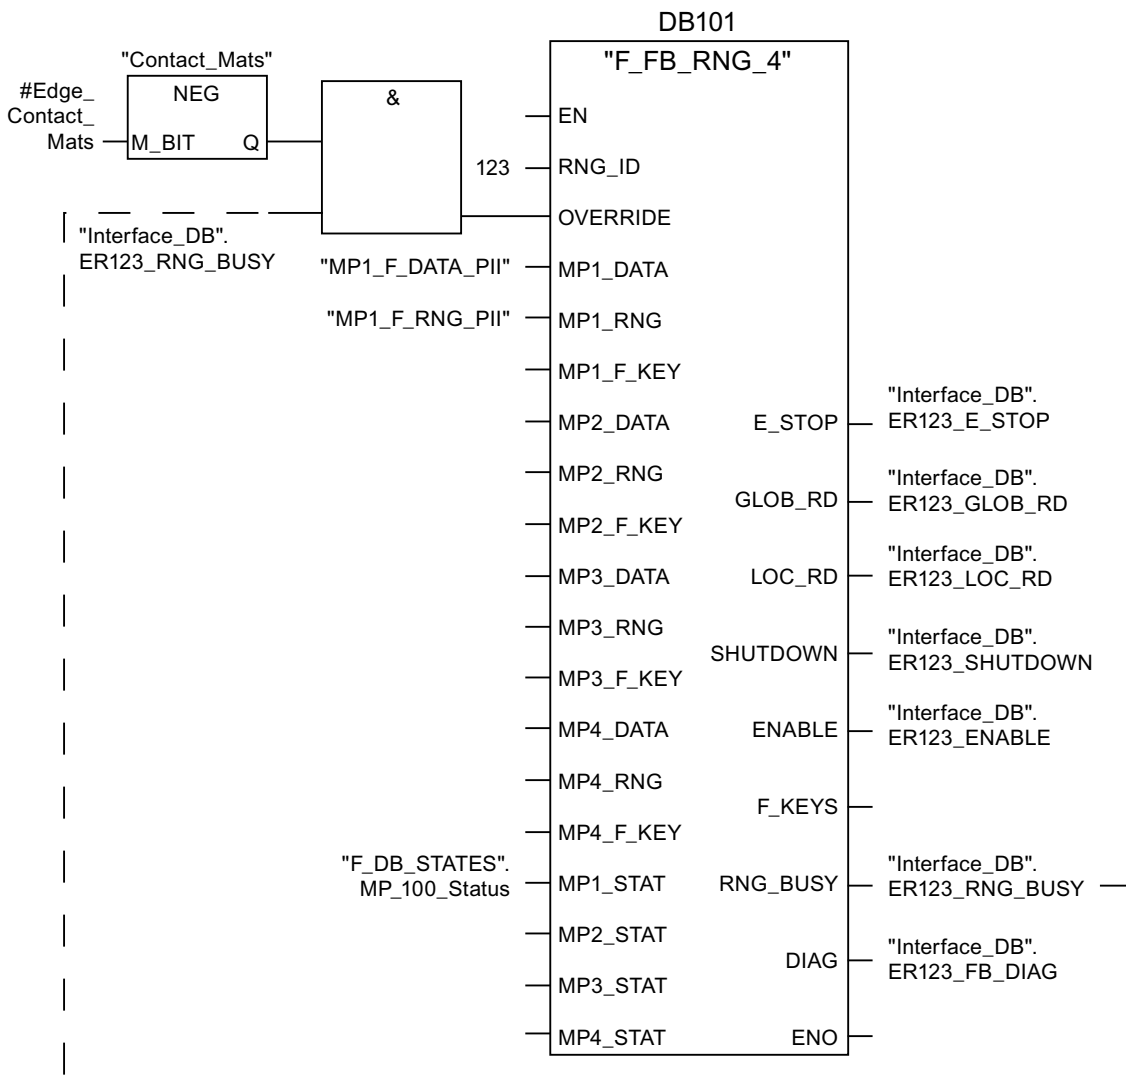 DB101
"F_FB_RNG_4"
"Contact_Mats"
NEG
#Edge_
Contact_
Mats
M_BIT Q
&
"Interface_DB".
ER123_RNG_BUSY
EN
123 RNG_ID
OVERRIDE
"MP1_F_DATA_PII" MP1_DATA
"MP1_F_RNG_PII" MP1_RNG
MP1_F_KEY
MP2_DATA
MP2_RNG
MP2_F_KEY
MP3_DATA
MP3_RNG
MP3_F_KEY
MP4_DATA
MP4_RNG
MP4_F_KEY
"F_DB_STATES".
MP_100_Status MP1_STAT
MP2_STAT
MP3_STAT
MP4_STAT
"Interface_DB".
E_STOP ER123_E_STOP
"Interface_DB".
GLOB_RD ER123_GLOB_RD
"Interface_DB".
LOC_RD ER123_LOC_RD
"Interface_DB".
SHUTDOWN ER123_SHUTDOWN
"Interface_DB".
ENABLE ER123_ENABLE
F_KEYS
"Interface_DB".
RNG_BUSY ER123_RNG_BUSY
"Interface_DB".
DIAG ER123_FB_DIAG
ENO